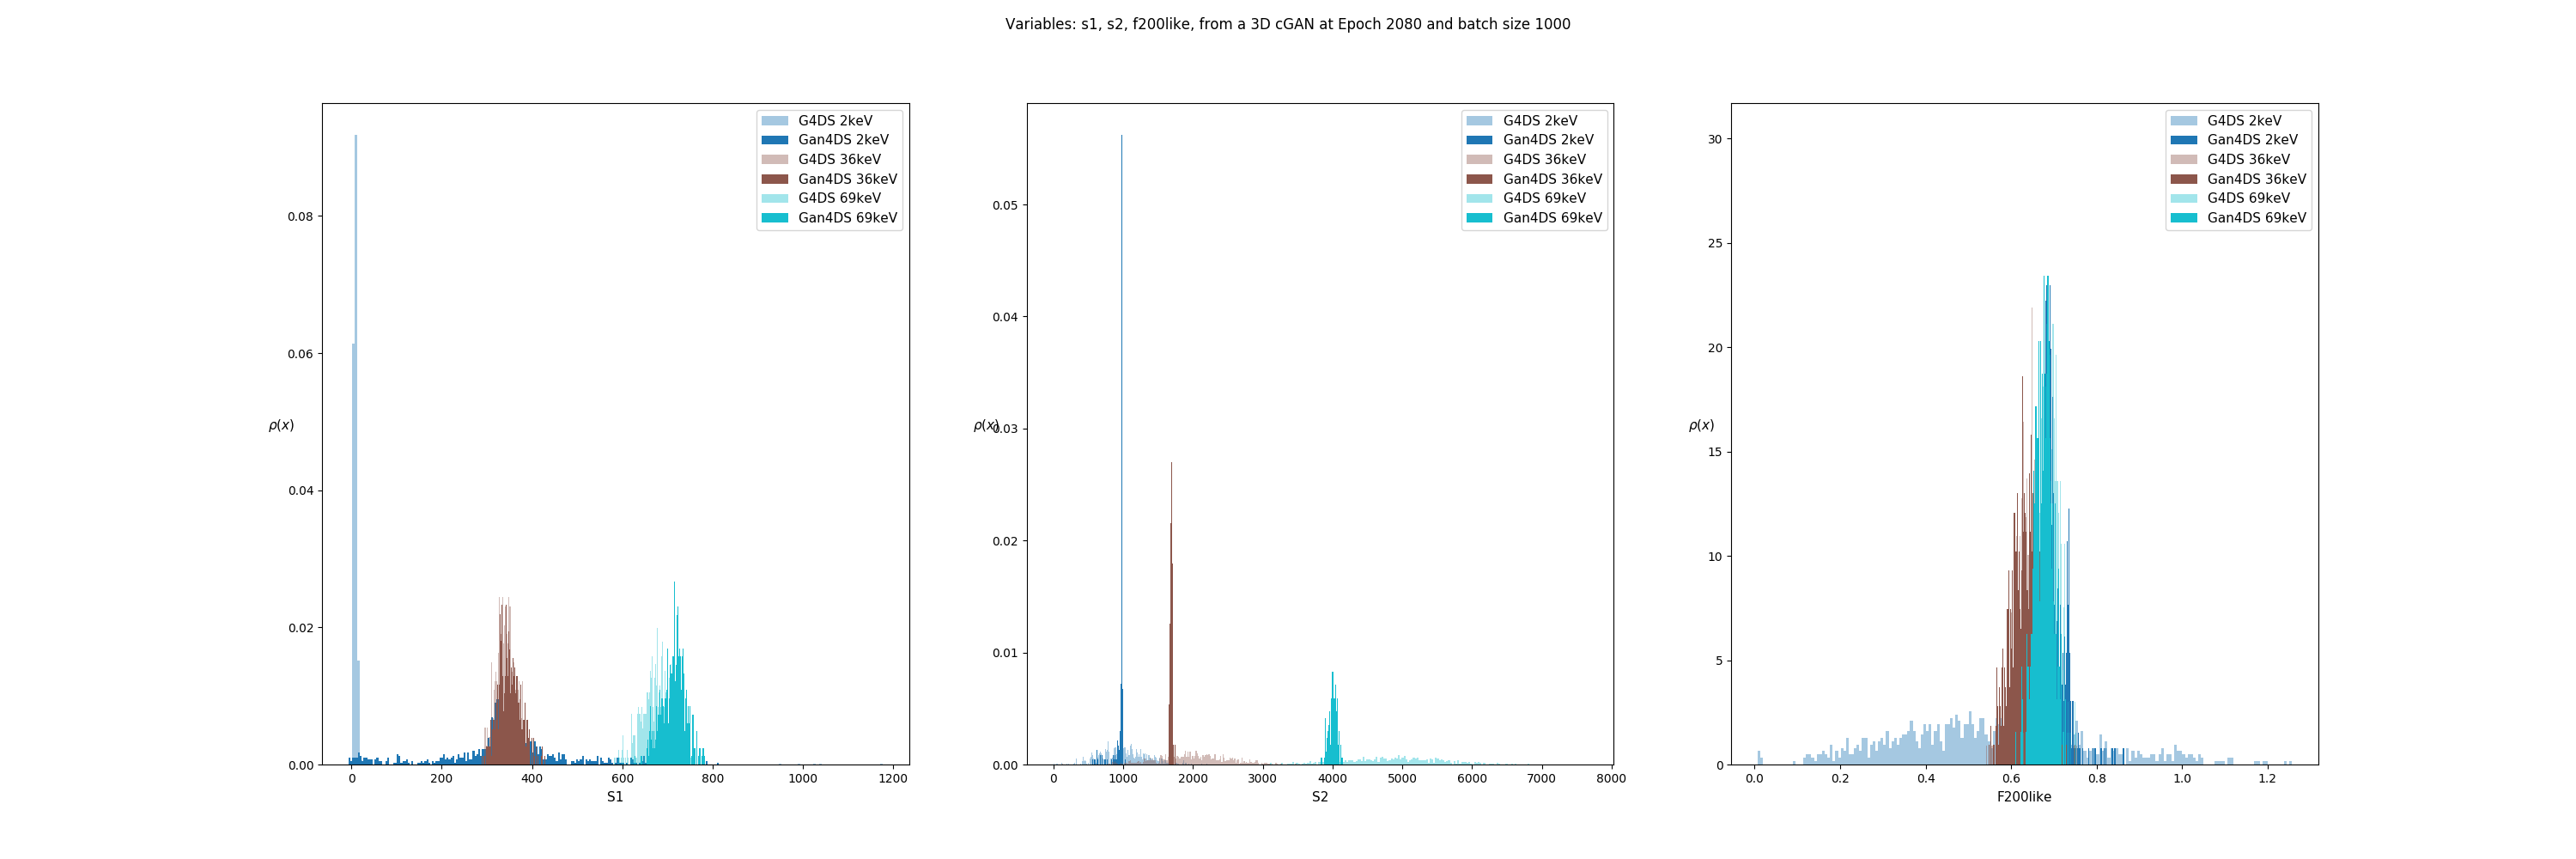 Variables: s1, s2, f200like, from a 3D cGAN at Epoch 2080 and batch size 1000
G4DS 2keV
Gan4DS 2keV
G4DS 36keV
Gan4DS 36keV
G4DS 69keV
Gan4DS 69keV
0.08
0.06
ρ(x)
0.04
0.02
0.00
0 200 400 600 800 1000 1200
S1
G4DS 2keV
Gan4DS 2keV
G4DS 36keV
Gan4DS 36keV
G4DS 69keV
Gan4DS 69keV
0.05
0.04
ρ(x)
0.03
0.02
0.01
0.00
0 1000 2000 3000 4000 5000 6000 7000 8000
S2
G4DS 2keV
Gan4DS 2keV
G4DS 36keV
Gan4DS 36keV
G4DS 69keV
Gan4DS 69keV
30
25
20
ρ(x)
15
10
5
0
0.0 0.2 0.4 0.6 0.8 1.0 1.2
F200like